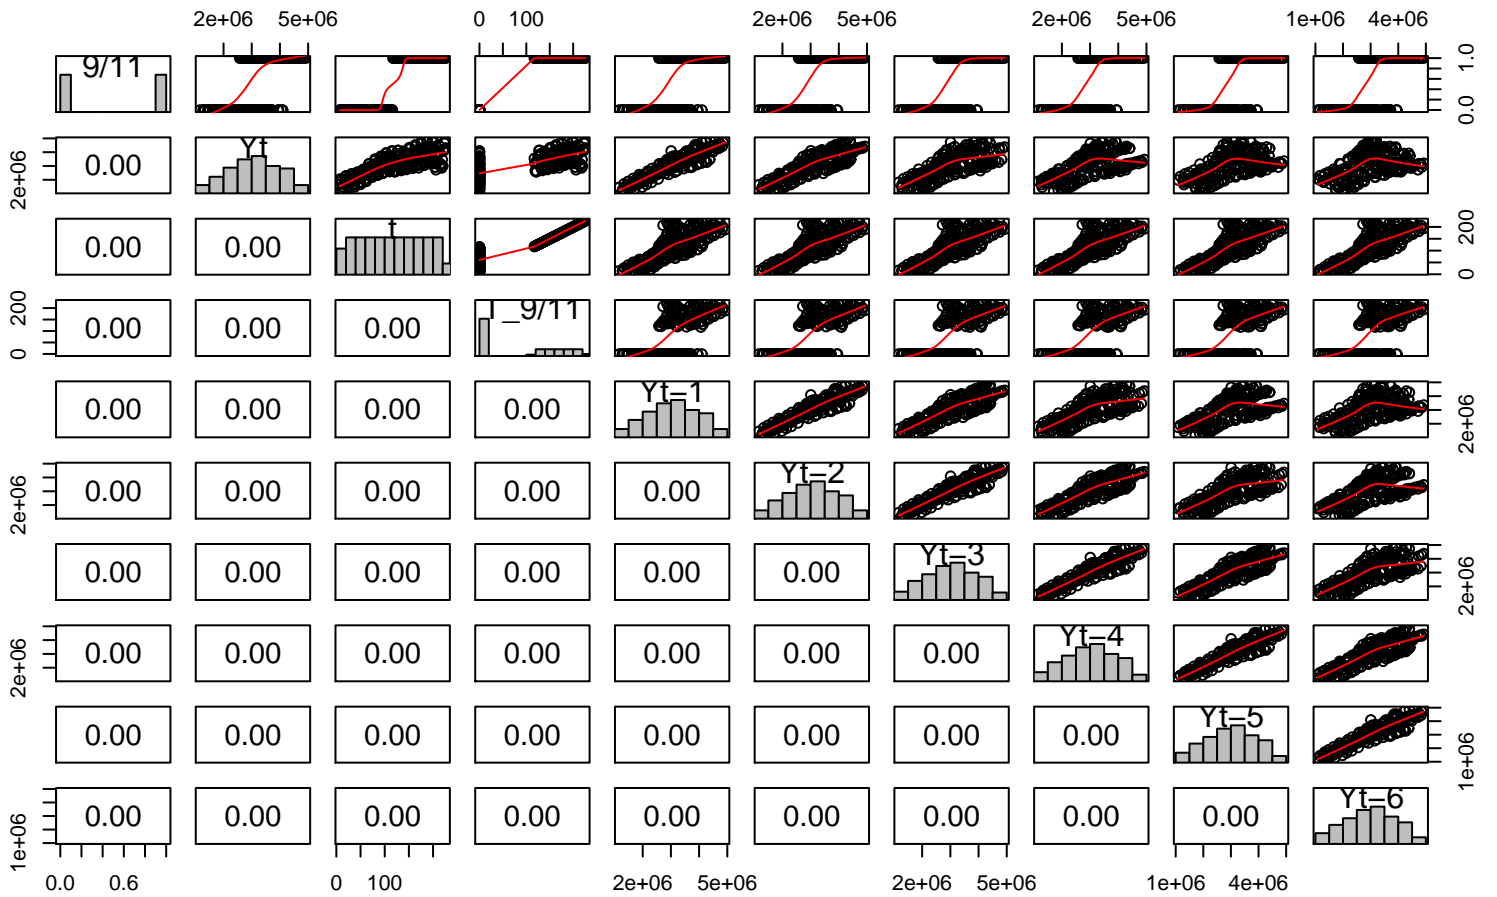 2e+06 5e+06 0 100 2e+06 5e+06 2e+06 5e+06 1e+06 4e+06
9/11 0.0 1.0
2e+06 0.00 Yt
0.00 0.00 t 0 200
0 200 0.00 0.00 0.00 T_9/11
0.00 0.00 0.00 0.00 Yt=1 2e+06
2e+06 0.00 0.00 0.00 0.00 0.00 Yt=2
0.00 0.00 0.00 0.00 0.00 0.00 Yt=3 2e+06
2e+06 0.00 0.00 0.00 0.00 0.00 0.00 0.00 Yt=4
0.00 0.00 0.00 0.00 0.00 0.00 0.00 0.00 Yt=5 1e+06
1e+06 0.00 0.00 0.00 0.00 0.00 0.00 0.00 0.00 0.00 Yt=6
0.0 0.6 0 100 2e+06 5e+06 2e+06 5e+06 1e+06 4e+06